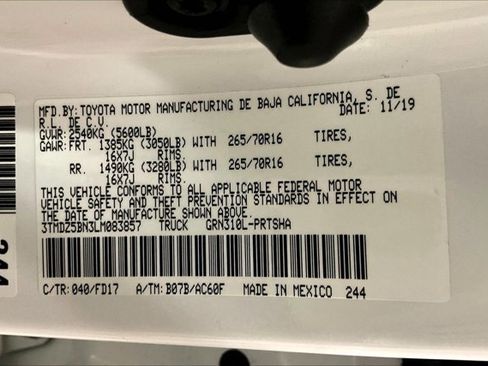 MFD.BY: TOYOTA MOTOR MANUFACTURING DE BAJA CALIFORNIA, S. DE
R.L. DE C.V. DATE: 11/19
GVWR: 2540KG (5600LB)
GAWR: FRT. 1385KG (3050LB) WITH 265/70R16 TIRES,
16X7J RIMS
RR. 1490KG (3280LB) WITH 265/70R16 TIRES,
16X7J RIMS
THIS VEHICLE CONFORMS TO ALL APPLICABLE FEDERAL MOTOR
VEHICLE SAFETY AND THEFT PREVENTION STANDARDS IN EFFECT ON
THE DATE OF MANUFACTURE SHOWN ABOVE.
3TMDZ5BN3LM083857 TRUCK GRN310L-PRTSHA
C/TR: 040/FD17 A/TM: B07B/AC60F MADE IN MEXICO 244
244